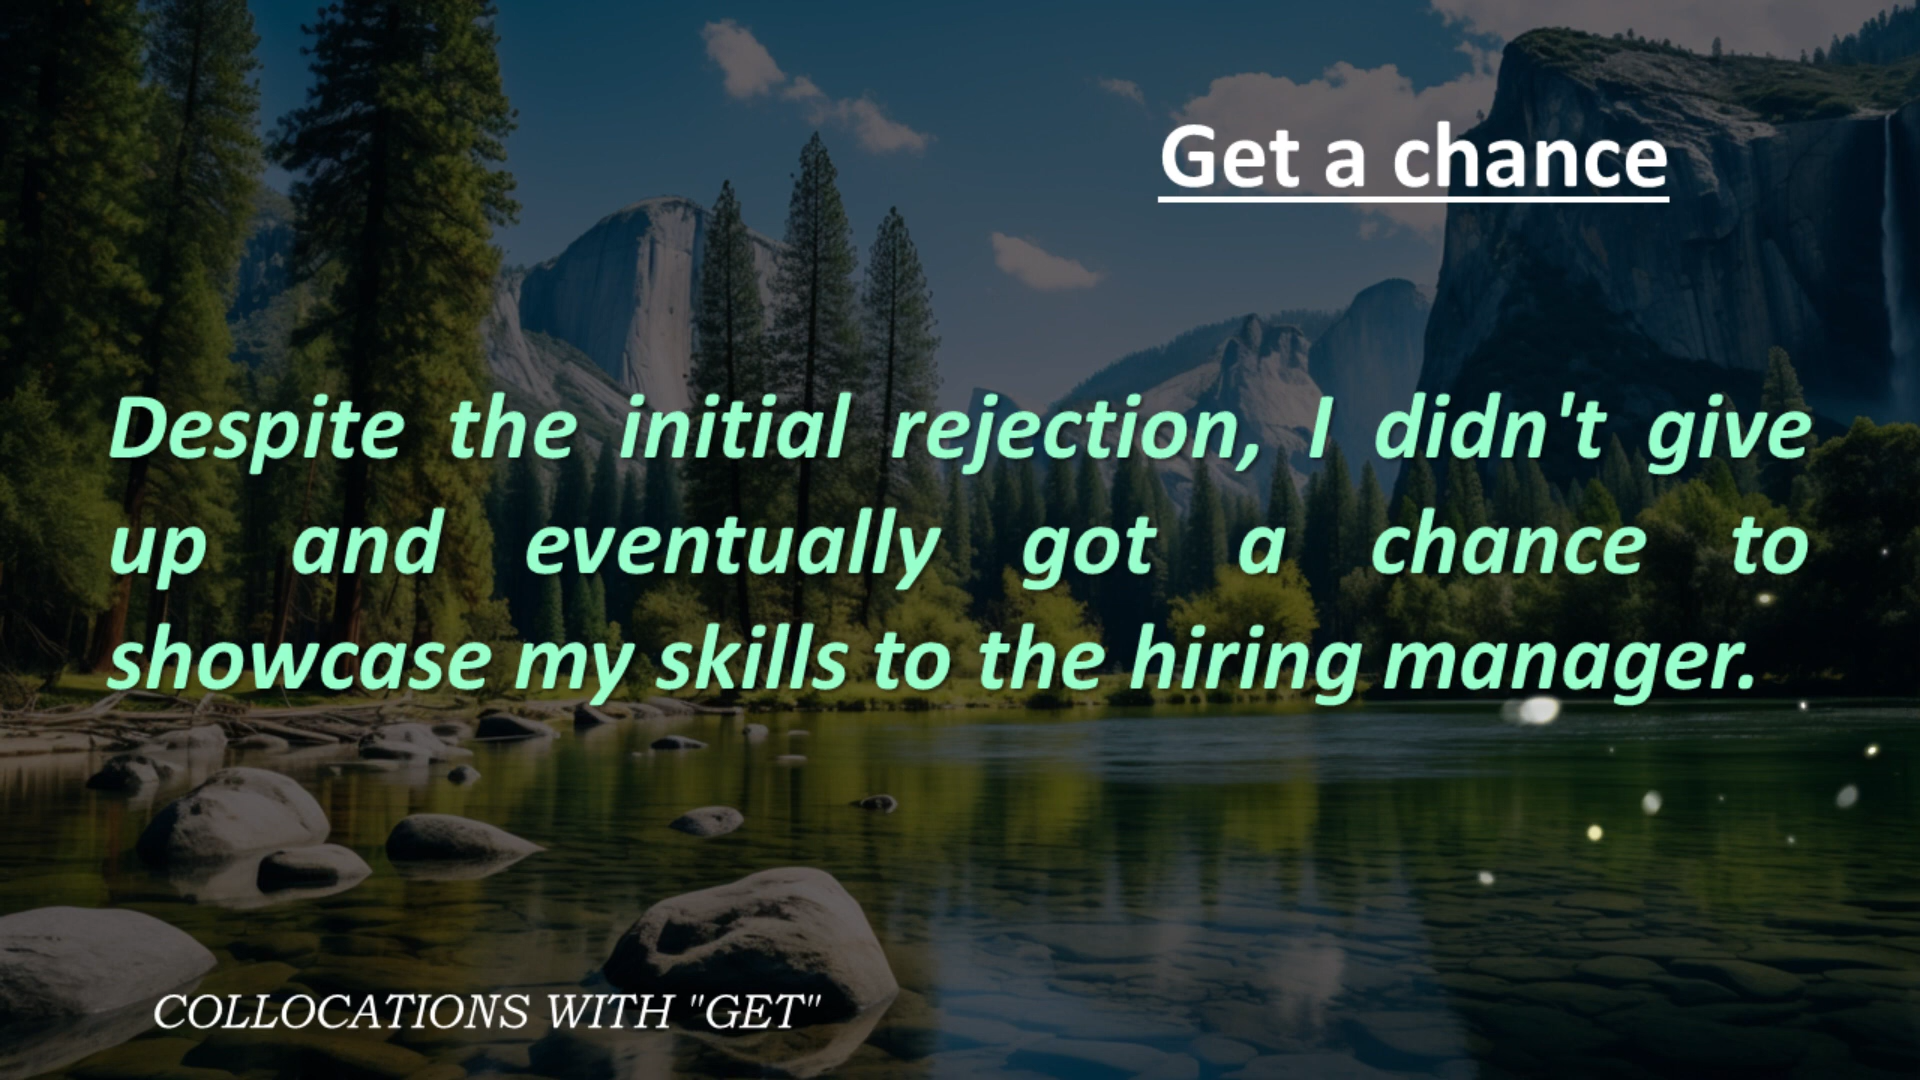 Get a chance
Despite the initial rejection, I didn't give
up and eventually got a chance to
showcase my skills to the hiring manager.
COLLOCATIONS WITH "GET"